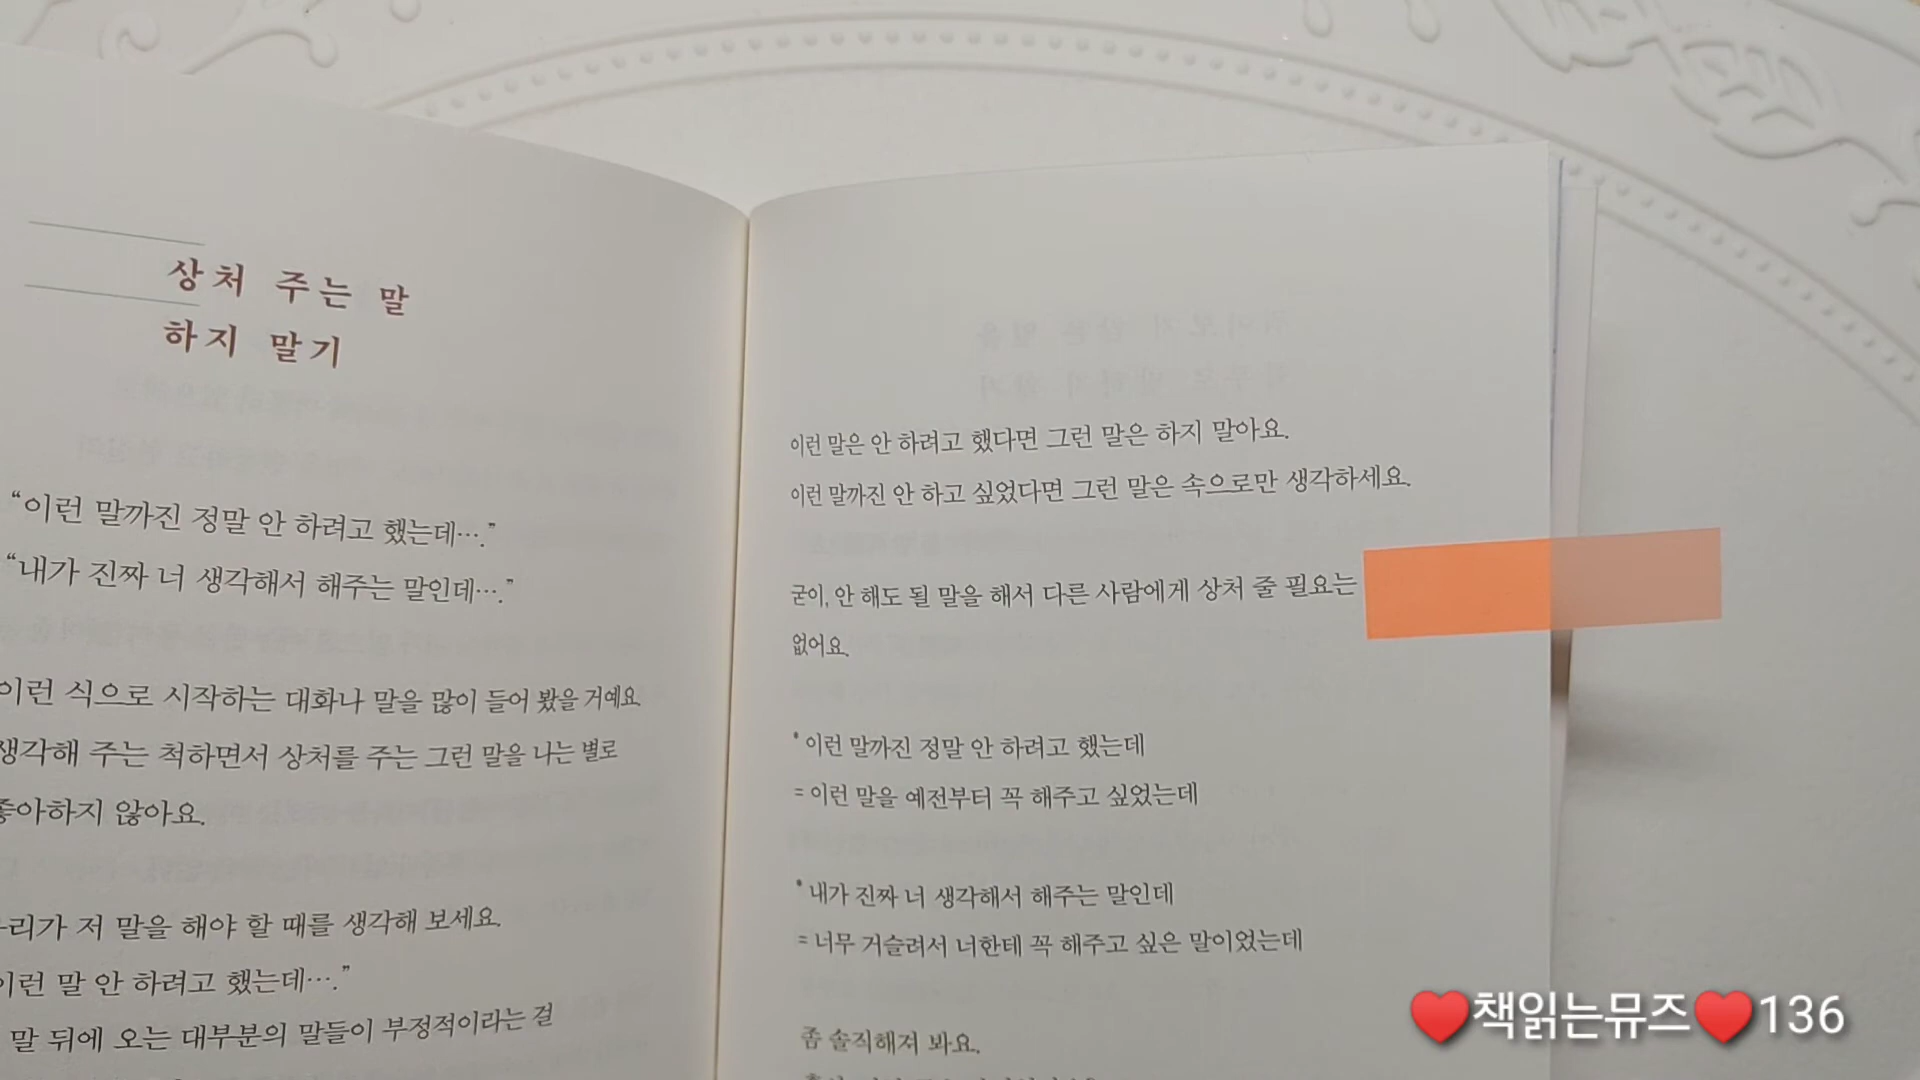 상처 주는 말
하지 말기
“이런 말까진 정말 안 하려고 했는데….”
“내가 진짜 너 생각해서 해주는 말인데….”
이런 식으로 시작하는 대화나 말을 많이 들어 봤을 거예요
생각해 주는 척하면서 상처를 주는 그런 말을 나는 별로
좋아하지 않아요.
우리가 저 말을 해야 할 때를 생각해 보세요.
이런 말 안 하려고 했는데….”
말 뒤에 오는 대부분의 말들이 부정적이라는 걸
이런 말은 안 하려고 했다면 그런 말은 하지 말아요.
이런 말까진 안 하고 싶었다면 그런 말은 속으로만 생각하세요.
굳이, 안 해도 될 말을 해서 다른 사람에게 상처 줄 필요는
없어요.
• 이런 말까진 정말 안 하려고 했는데
= 이런 말을 예전부터 꼭 해주고 싶었는데
• 내가 진짜 너 생각해서 해주는 말인데
= 너무 거슬려서 너한테 꼭 해주고 싶은 말이었는데
좀 솔직해져 봐요.
❤️책읽는뮤즈❤️136